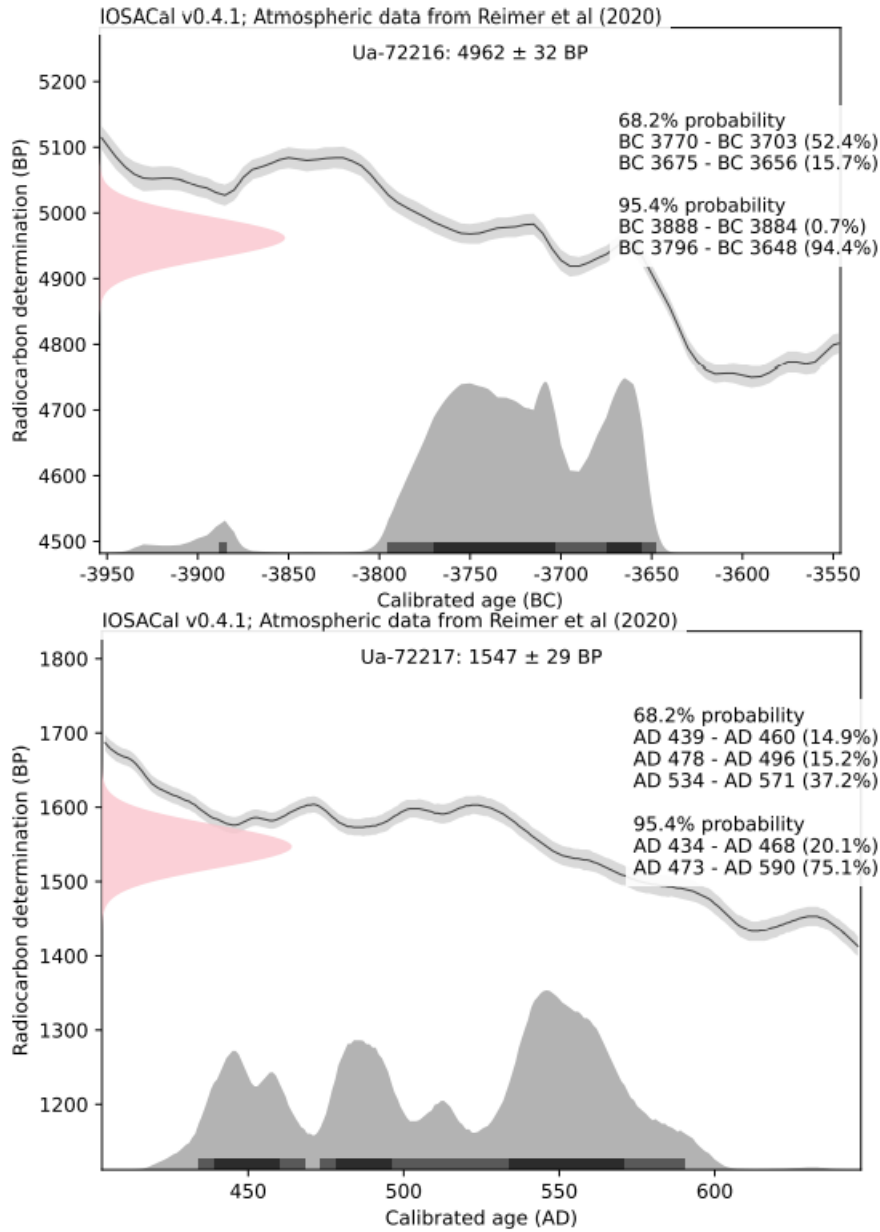 IOSACal v0.4.1; Atmospheric data from Reimer et al (2020)
Ua-72216: 4962 ± 32 BP
68.2% probability
BC 3770 - BC 3703 (52.4%)
BC 3675 - BC 3656 (15.7%)
95.4% probability
BC 3888 - BC 3884 (0.7%)
BC 3796 - BC 3648 (94.4%)
Radiocarbon determination (BP)
5200
5100
5000
4900
4800
4700
4600
4500
-3950 -3900 -3850 -3800 -3750 -3700 -3650 -3600 -3550
Calibrated age (BC)
IOSACal v0.4.1; Atmospheric data from Reimer et al (2020)
Ua-72217: 1547 ± 29 BP
68.2% probability
AD 439 - AD 460 (14.9%)
AD 478 - AD 496 (15.2%)
AD 534 - AD 571 (37.2%)
95.4% probability
AD 434 - AD 468 (20.1%)
AD 473 - AD 590 (75.1%)
Radiocarbon determination (BP)
1800
1700
1600
1500
1400
1300
1200
450 500 550 600
Calibrated age (AD)